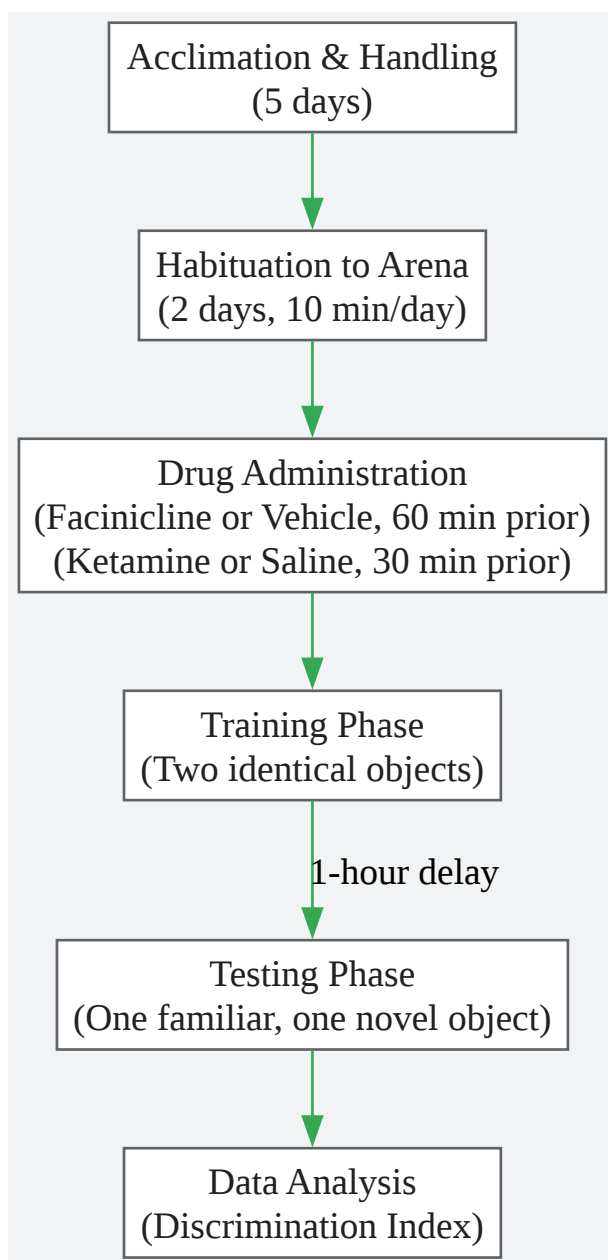 Acclimation & Handling
(5 days)
Habituation to Arena
(2 days, 10 min/day)
Drug Administration
(Facinicline or Vehicle, 60 min prior)
(Ketamine or Saline, 30 min prior)
Training Phase
(Two identical objects)
1-hour delay
Testing Phase
(One familiar, one novel object)
Data Analysis
(Discrimination Index)